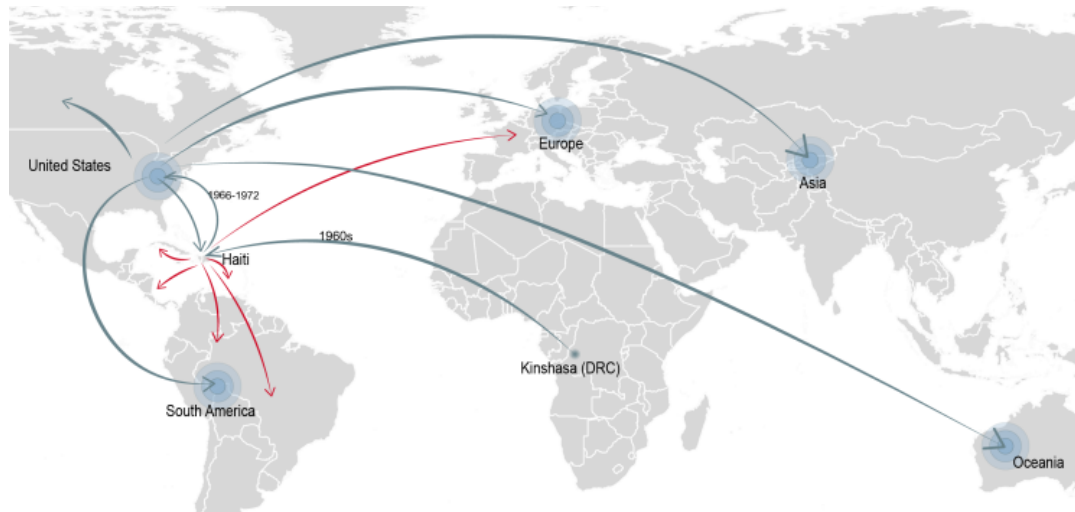 Europe
United States
Asia
1966-1972
1960s
Haiti
Kinshasa (DRC)
South America
Oceania